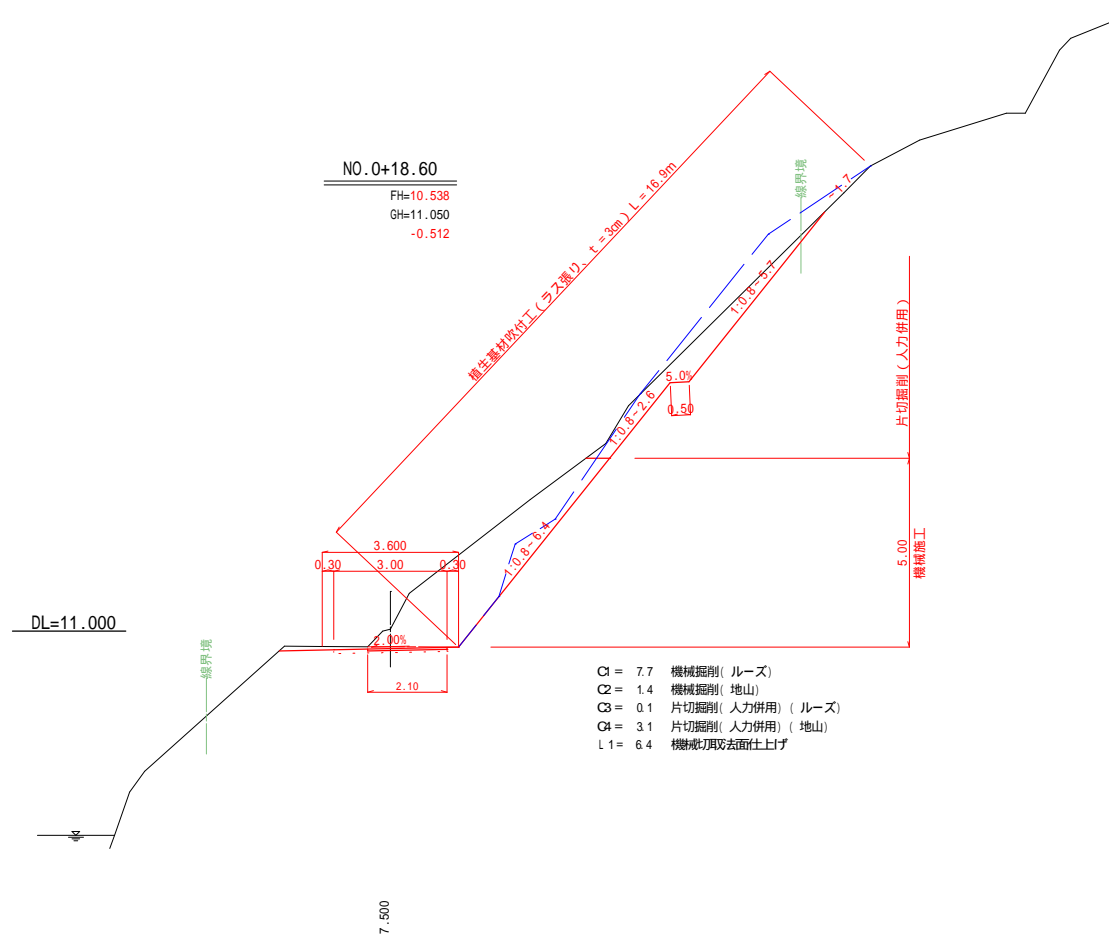 NO.0+18.60
FH=10.538
GH=11.050
-0.512
植生基材吹付工(ラス張り、t=3cm) L=16.9m
線界境
~1.7
1:0.8~5.7
片切掘削(人力併用)
5.0%
0.50
1:0.8~2.6
1:0.8~6.4
5.00
機械施工
3.600
0.30 3.00 0.30
DL=11.000
2.00%
線界境
2.10
C1= 7.7 機械掘削(ルーズ)
C2= 1.4 機械掘削(地山)
C3= 0.1 片切掘削(人力併用)(ルーズ)
C4= 3.1 片切掘削(人力併用)(地山)
L1= 6.4 機械切取法面仕上げ
7.500